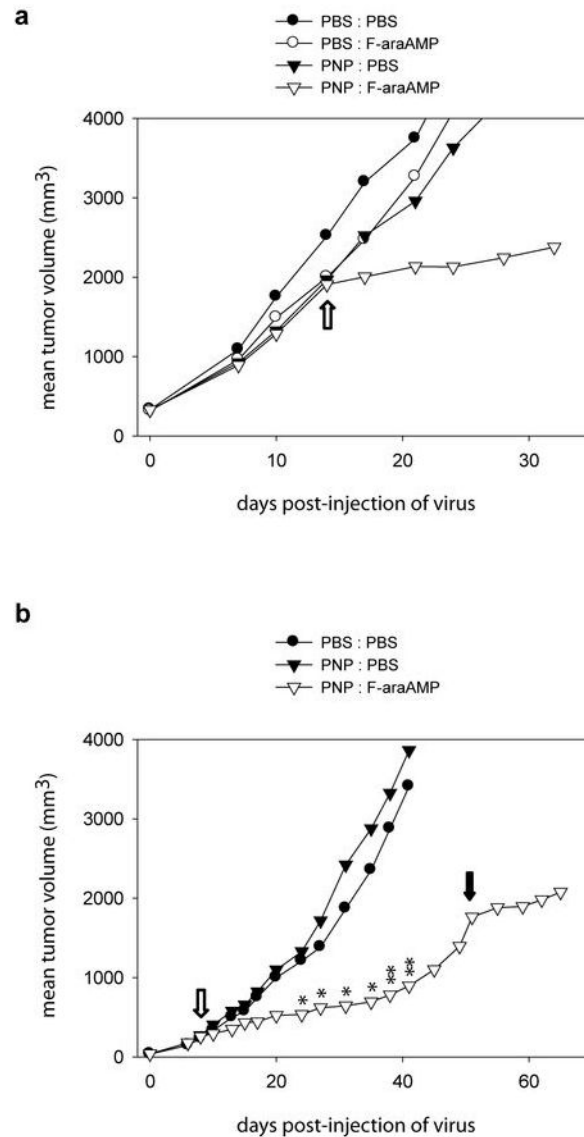 a
PBS : PBS
PBS : F-araAMP
PNP : PBS
PNP : F-araAMP
4000
3000
2000
1000
0
mean tumor volume (mm³)
0 10 20 30
days post-injection of virus
b
PBS : PBS
PNP : PBS
PNP : F-araAMP
4000
3000
2000
1000
0
mean tumor volume (mm³)
* * * * ** **
0 20 40 60
days post-injection of virus